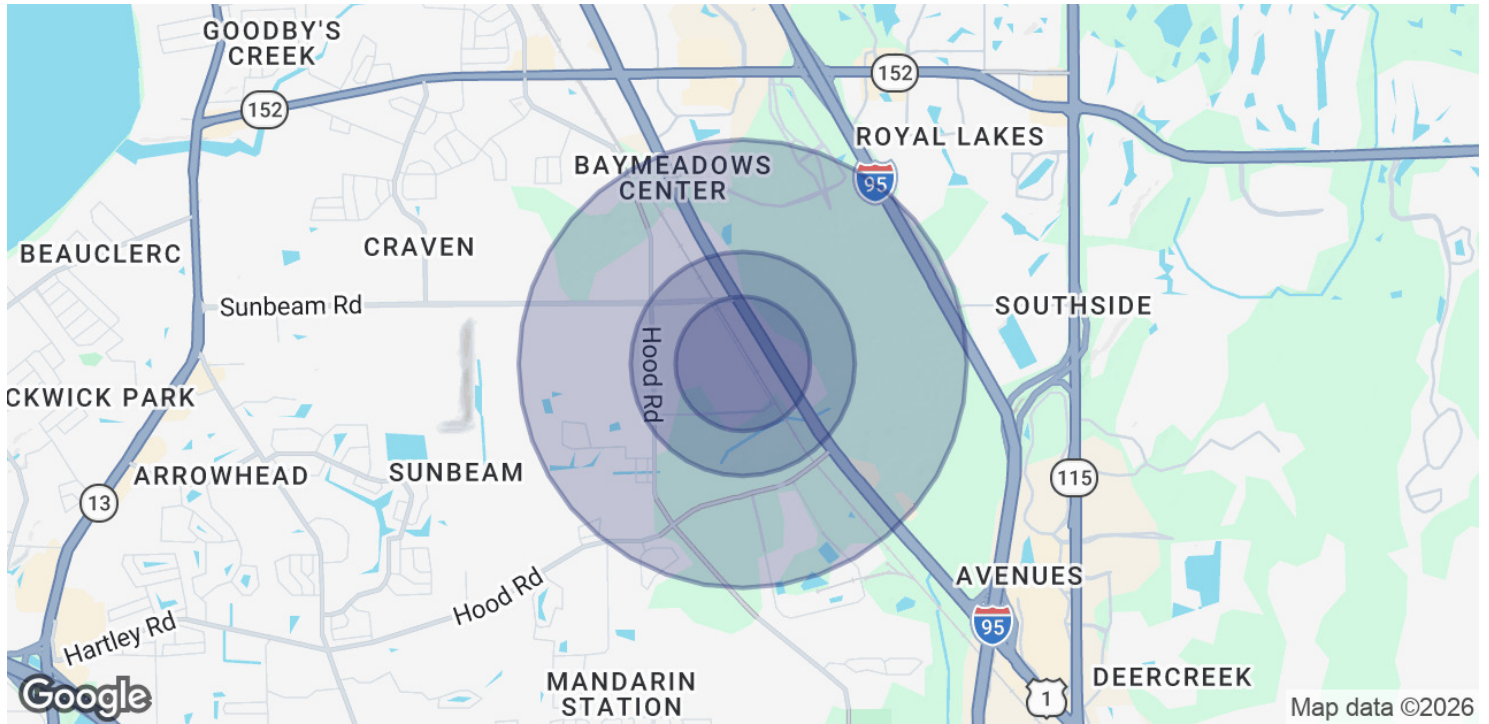 GOODBY'S
CREEK
152
152
ROYAL LAKES
BAYMEADOWS
CENTER
95
BEAUCLERC
CRAVEN
Sunbeam Rd
SOUTHSIDE
Hood Rd
CKWICK PARK
ARROWHEAD
SUNBEAM
115
13
AVENUES
Hood Rd
95
Hartley Rd
MANDARIN
STATION
DEERCREEK
1
Google
Map data ©2026